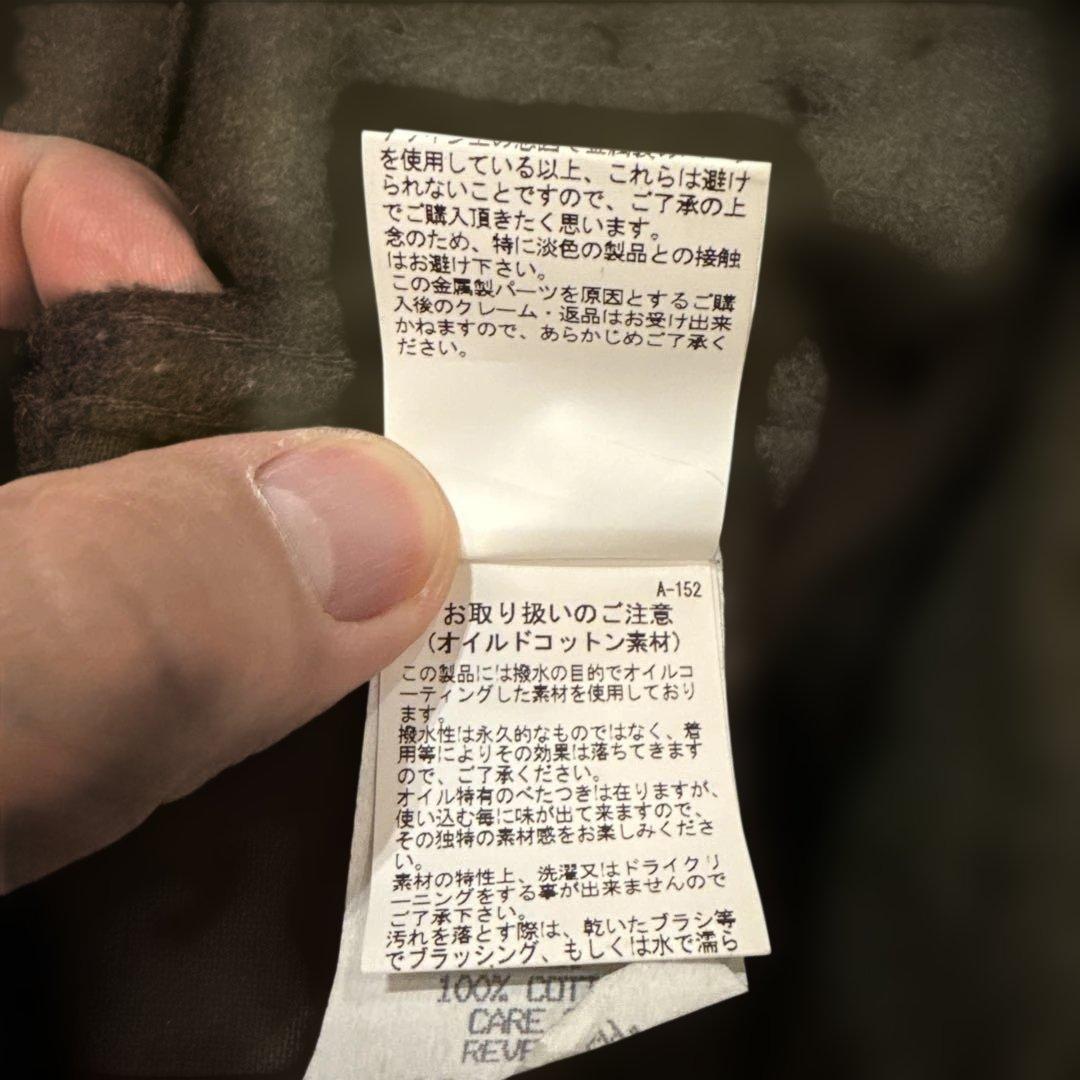 を使用している以上、これらは避け
られないことですので、ご了承の上
でご購入頂きたく思います。
念のため、特に淡色の製品との接触
はお避け下さい。
この金属製パーツを原因とするご購
入後のクレーム・返品はお受け出来
かねますので、あらかじめご了承く
ださい。
A-152
お取り扱いのご注意
(オイルドコットン素材)
この製品には撥水の目的でオイルコ
ーティングした素材を使用しており
ます。
撥水性は永久的なものではなく、着
用等によりその効果は落ちてきます
ので、ご了承ください。
オイル特有のべたつきは在りますが、
使い込む毎に味が出て来ますので、
その独特の素材感をお楽しみくださ
い。
素材の特性上、洗濯又はドライクリ
ーニングをする事が出来ませんので
ご了承下さい。
汚れを落とす際は、乾いたブラシ等
でブラッシング、もしくは水で濡ら
100% COTT
CARE
REVE